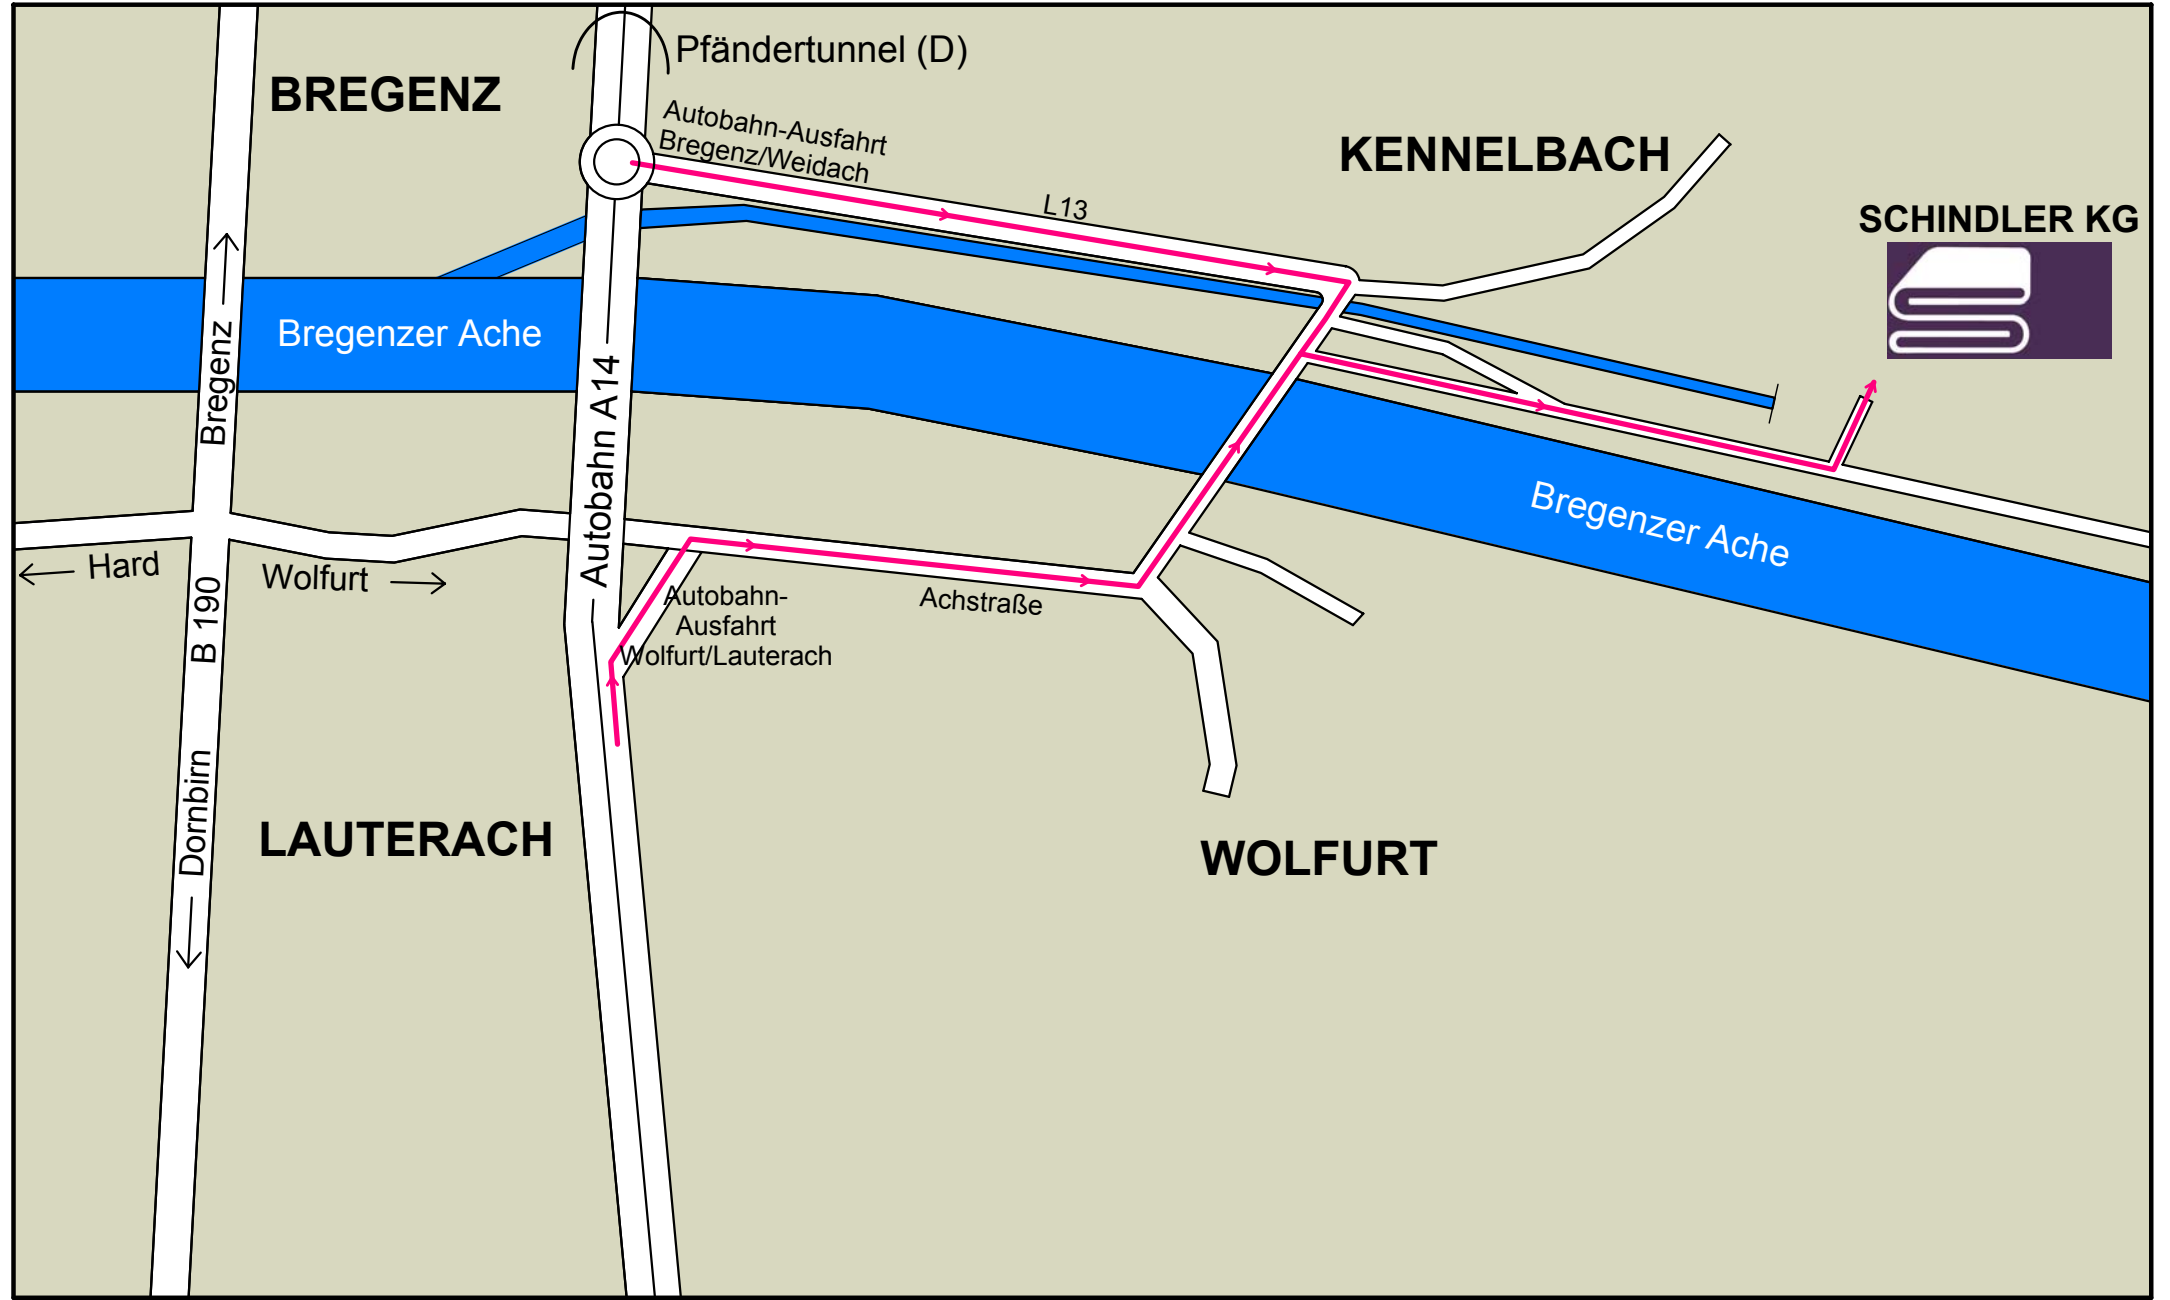 Pfändertunnel (D)
BREGENZ
Autobahn-Ausfahrt
Bregenz/Weidach
KENNELBACH
L13
SCHINDLER KG
Bregenzer Ache
Bregenz
Autobahn A14
Bregenzer Ache
Hard
Wolfurt
B 190
Autobahn-
Ausfahrt
Wolfurt/Lauterach
Achstraße
Dornbirn
LAUTERACH
WOLFURT